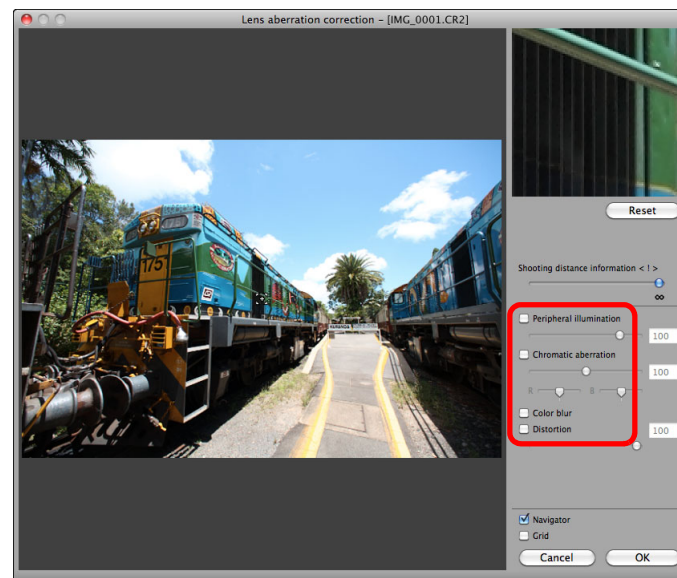 Lens aberration correction – [IMG_0001.CR2]
175
KURANDA
Reset
Shooting distance information < ! >
∞
Peripheral illumination
100
Chromatic aberration
100
R
B
Color blur
Distortion
100
Navigator
Grid
Cancel
OK